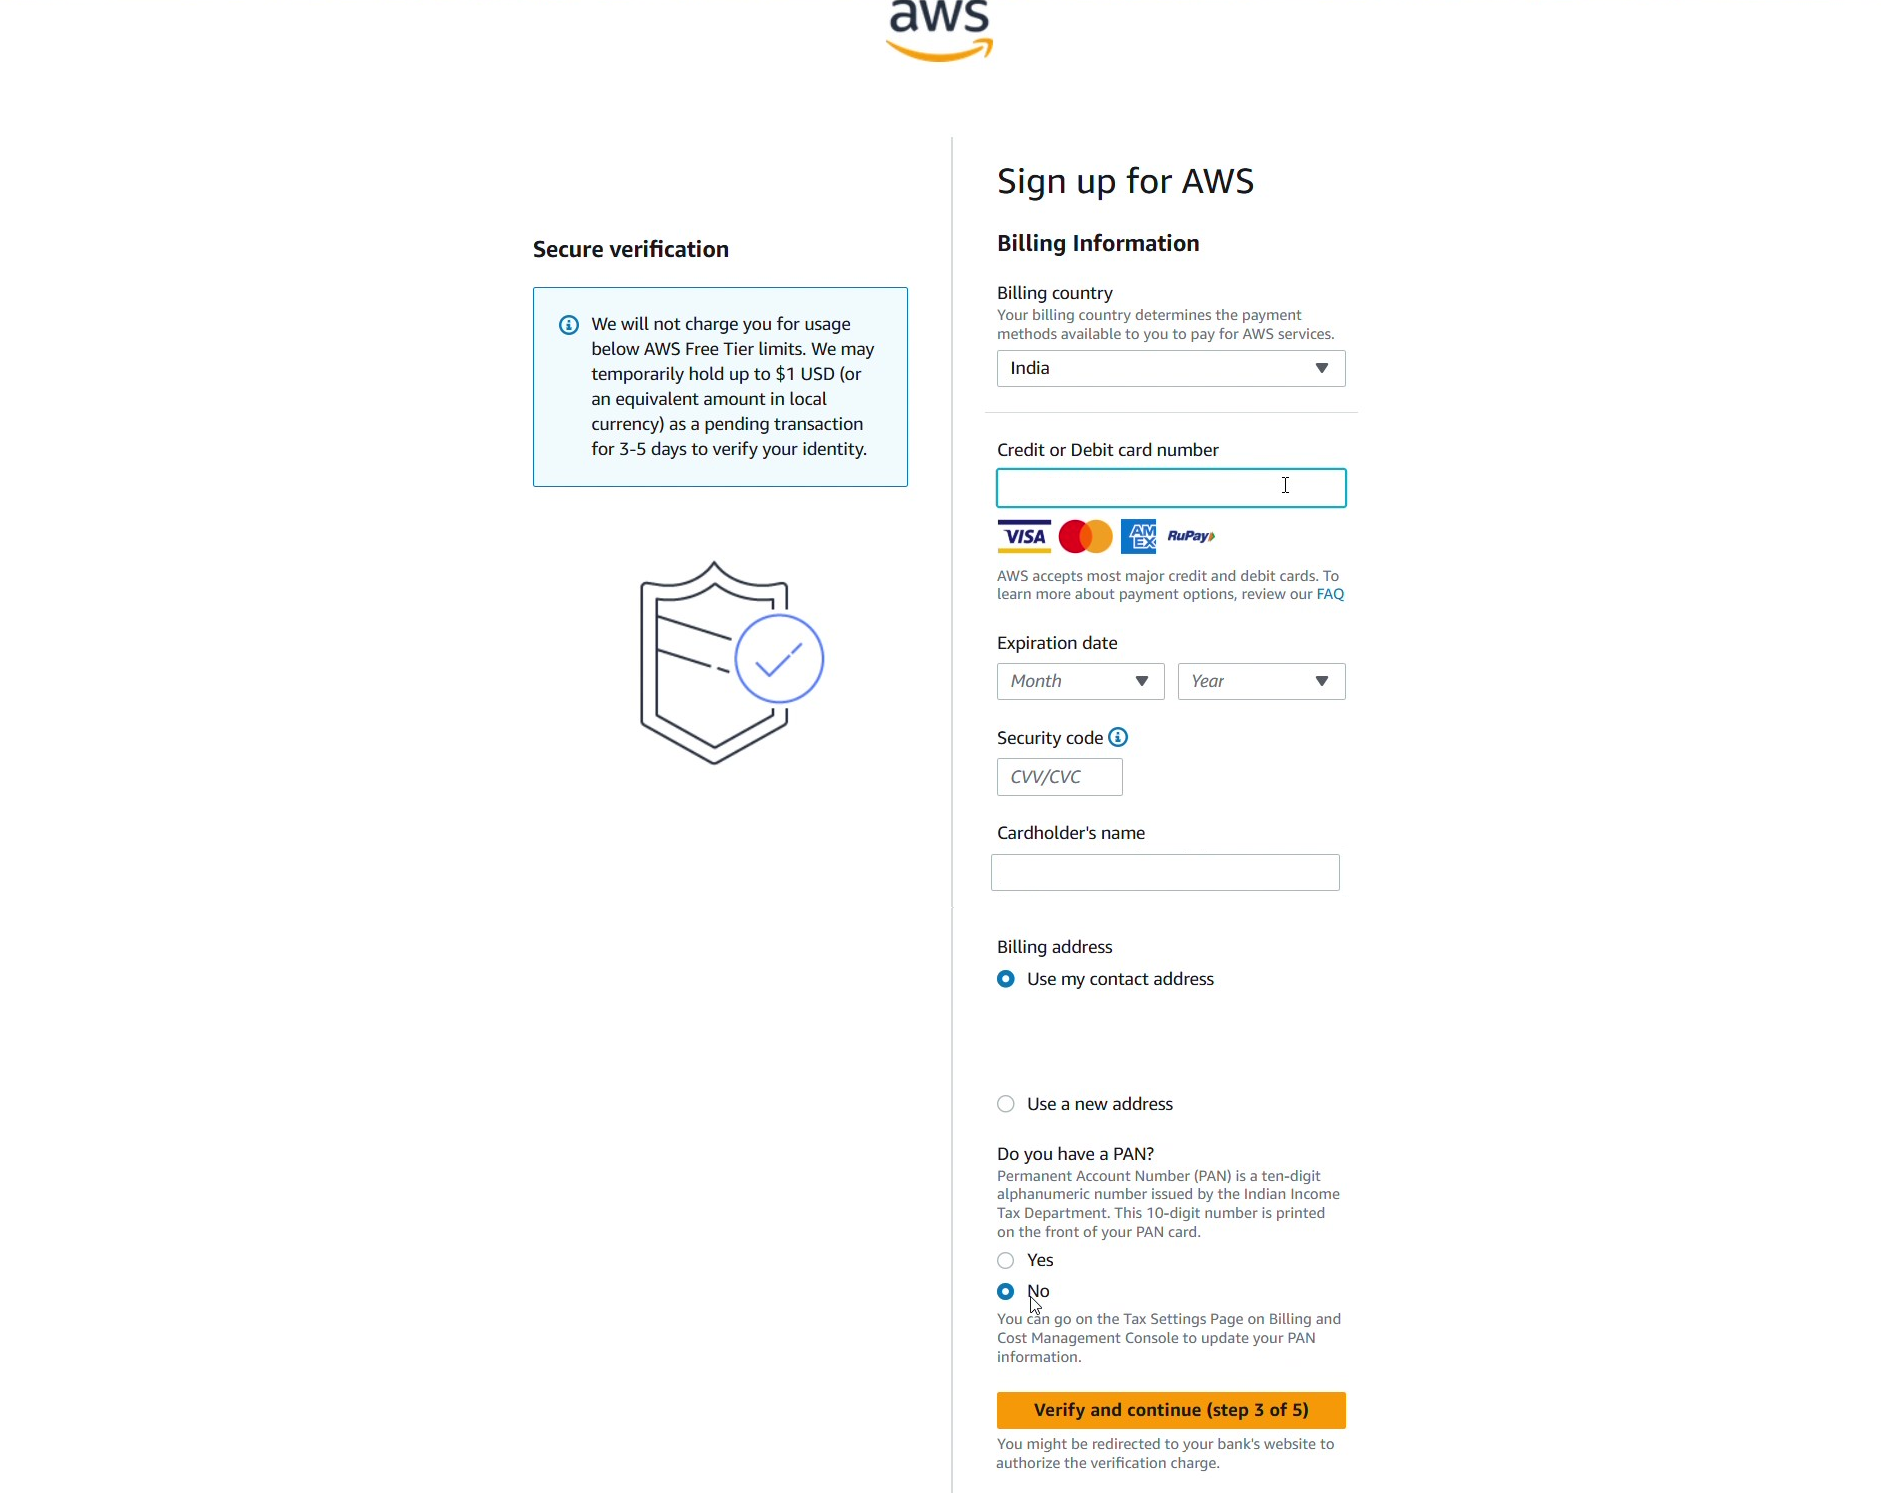 aws
Secure verification
We will not charge you for usage
below AWS Free Tier limits. We may
temporarily hold up to $1 USD (or
an equivalent amount in local
currency) as a pending transaction
for 3-5 days to verify your identity.
Sign up for AWS
Billing Information
Billing country
Your billing country determines the payment
methods available to you to pay for AWS services.
India
Credit or Debit card number
VISA AM EX RuPay
AWS accepts most major credit and debit cards. To
learn more about payment options, review our FAQ
Expiration date
Month Year
Security code
CVV/CVC
Cardholder's name
Billing address
Use my contact address
Use a new address
Do you have a PAN?
Permanent Account Number (PAN) is a ten-digit
alphanumeric number issued by the Indian Income
Tax Department. This 10-digit number is printed
on the front of your PAN card.
Yes
No
You can go on the Tax Settings Page on Billing and
Cost Management Console to update your PAN
information.
Verify and continue (step 3 of 5)
You might be redirected to your bank's website to
authorize the verification charge.